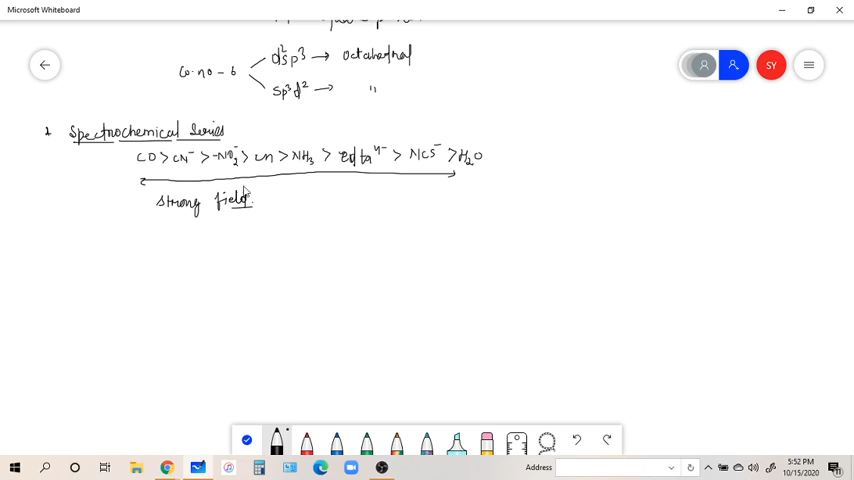 Microsoft Whiteboard
Co. no - 6
d²sp³ → octahedral
sp³d² → "
SY
Spectrochemical Series
CO > CN⁻ > -NO₂⁻ > en > NH₃ > edta⁴⁻ > NCS⁻ > H₂O
strong field.
Address
5:52 PM
10/15/2020